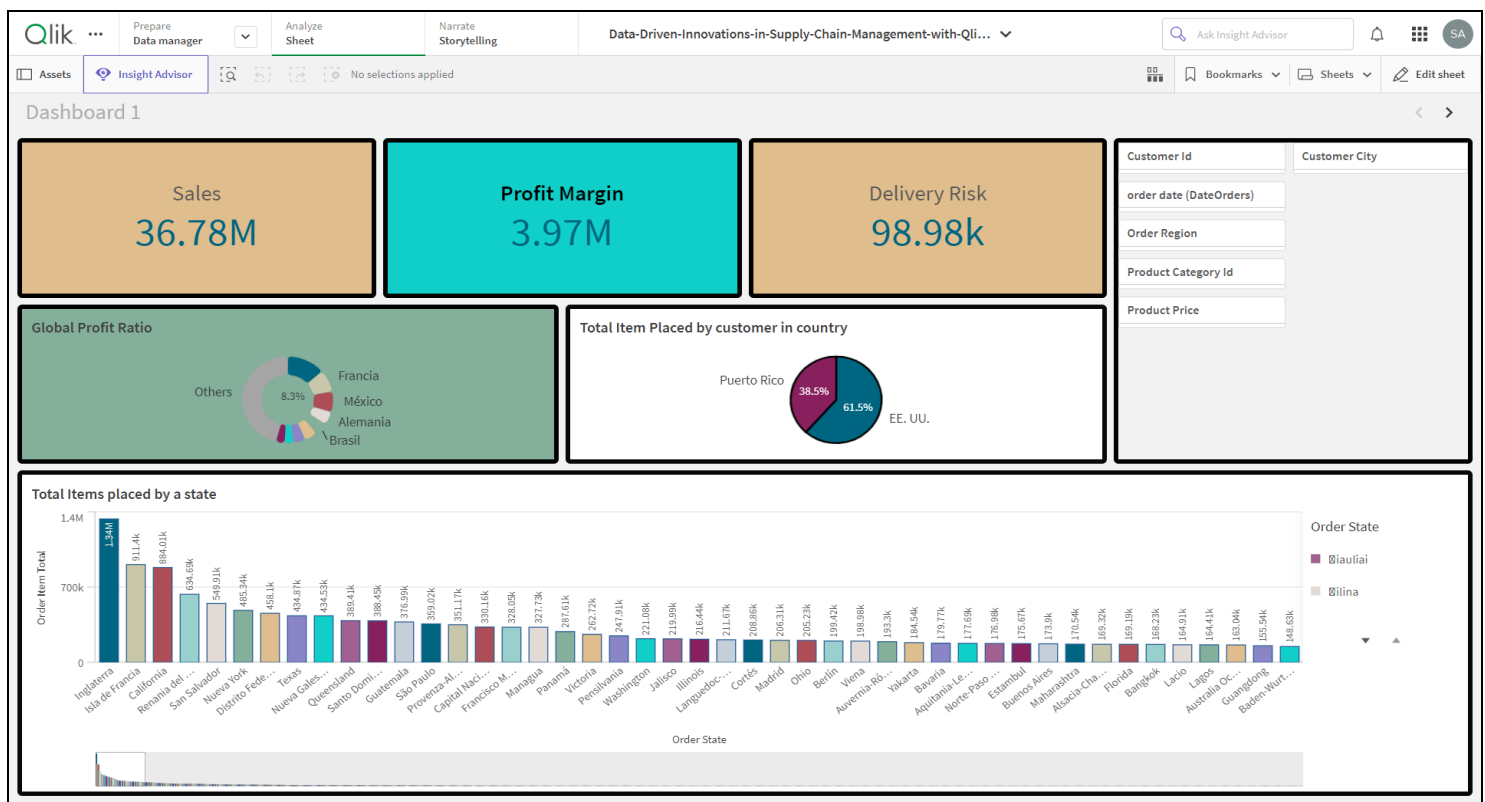 Qlik
Prepare
Data manager
Analyze
Sheet
Narrate
Storytelling
Data-Driven-Innovations-in-Supply-Chain-Management-with-Qli...
Ask Insight Advisor
SA
Assets
Insight Advisor
No selections applied
Bookmarks
Sheets
Edit sheet
Dashboard 1
Sales
36.78M
Profit Margin
3.97M
Delivery Risk
98.98k
Customer Id
Customer City
order date (DateOrders)
Order Region
Product Category Id
Product Price
Global Profit Ratio
Others
8.3%
Francia
México
Alemania
Brasil
Total Item Placed by customer in country
Puerto Rico
38.5%
61.5%
EE. UU.
Total Items placed by a state
Order Item Total
1.4M
700k
0
1.34M
911.4k
884.01k
634.69k
549.91k
485.34k
458.1k
434.87k
434.53k
389.41k
388.45k
376.99k
359.02k
351.17k
330.16k
328.05k
327.73k
287.61k
262.72k
247.91k
221.08k
219.99k
216.44k
211.67k
208.86k
206.31k
205.23k
199.42k
198.98k
193.3k
184.54k
179.77k
177.69k
176.98k
175.67k
173.9k
170.54k
169.32k
169.19k
168.23k
164.91k
164.41k
163.04k
155.54k
148.63k
Inglaterra
Isla de Francia
California
Renania del ...
San Salvador
Nueva York
Distrito Fede...
Texas
Nueva Gales...
Queensland
Santo Domi...
Guatemala
São Paulo
Provenza-Al...
Capital Naci...
Francisco M...
Managua
Panamá
Victoria
Pensilvania
Washington
Jalisco
Illinois
Languedoc-...
Cortés
Madrid
Ohio
Berlín
Viena
Auvernia-Ró...
Yakarta
Bavaria
Aquitania-Le...
Norte-Paso ...
Estambul
Buenos Aires
Maharashtra
Alsacia-Cha...
Florida
Bangkok
Lacio
Lagos
Australia Oc...
Guangdong
Baden-Wurt...
Order State
Order State
iauliai
ilina